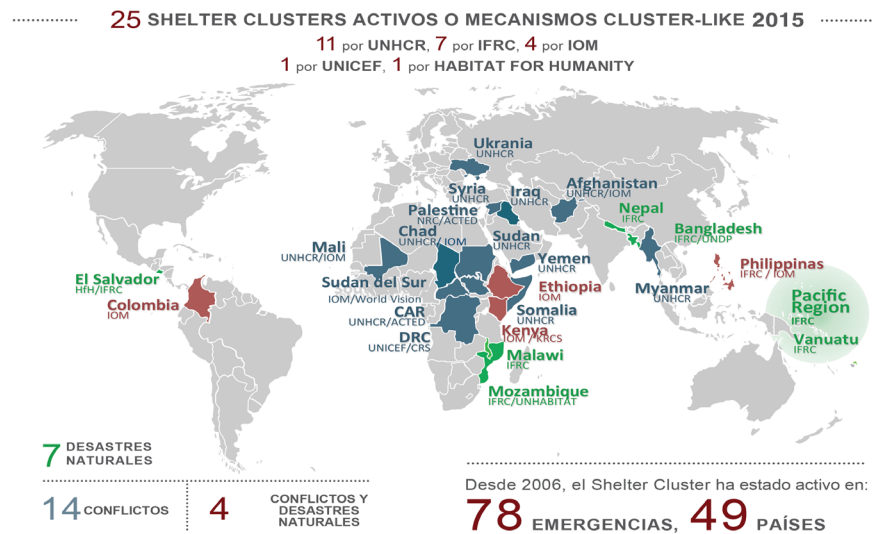 25 SHELTER CLUSTERS ACTIVOS O MECANISMOS CLUSTER-LIKE 2015
11 por UNHCR, 7 por IFRC, 4 por IOM
1 por UNICEF, 1 por HABITAT FOR HUMANITY
Ukrania
UNHCR
Syria
UNHCR
Iraq
UNHCR
Afghanistan
UNHCR/IOM
Palestine
NRC/ACTED
Nepal
IFRC
Bangladesh
IFRC/UNDP
Chad
UNHCR/ IOM
Sudan
UNHCR
Mali
UNHCR/IOM
Yemen
UNHCR
Philippinas
IFRC / IOM
El Salvador
HfH/IFRC
Sudan del Sur
IOM/World Vision
Ethiopia
IOM
Myanmar
UNHCR
Colombia
IOM
CAR
UNHCR/ACTED
Somalia
UNHCR
Pacific
Region
IFRC
DRC
UNICEF/CRS
Kenya
IOM / KRCS
Vanuatu
IFRC
Malawi
IFRC
Mozambique
IFRC/UNHABITAT
7 DESASTRES
NATURALES
14 CONFLICTOS
4 CONFLICTOS Y
DESASTRES
NATURALES
Desde 2006, el Shelter Cluster ha estado activo en:
78 EMERGENCIAS, 49 PAÍSES